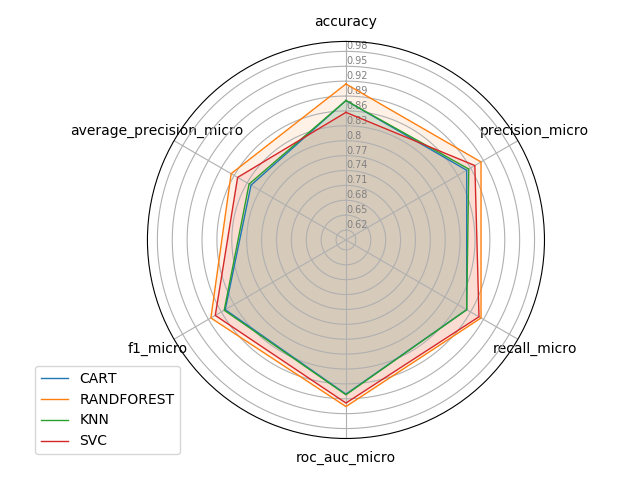 accuracy
0.98
0.95
0.92
0.89
0.86
0.83
0.8
0.77
0.74
0.71
0.68
0.65
0.62
average_precision_micro
precision_micro
f1_micro
recall_micro
roc_auc_micro
CART
RANDFOREST
KNN
SVC